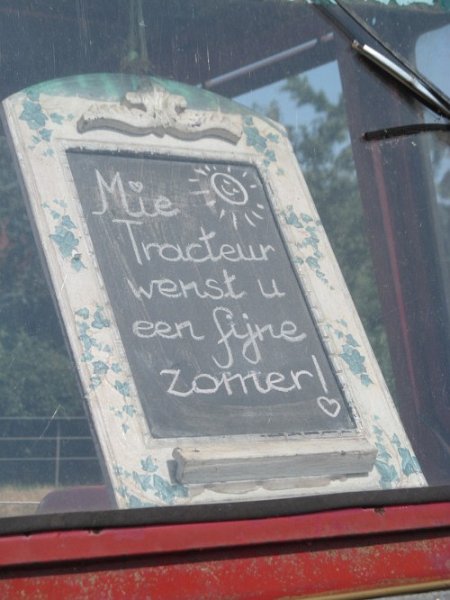 Mie
Tracteur
wenst u
een fijne
zomer!